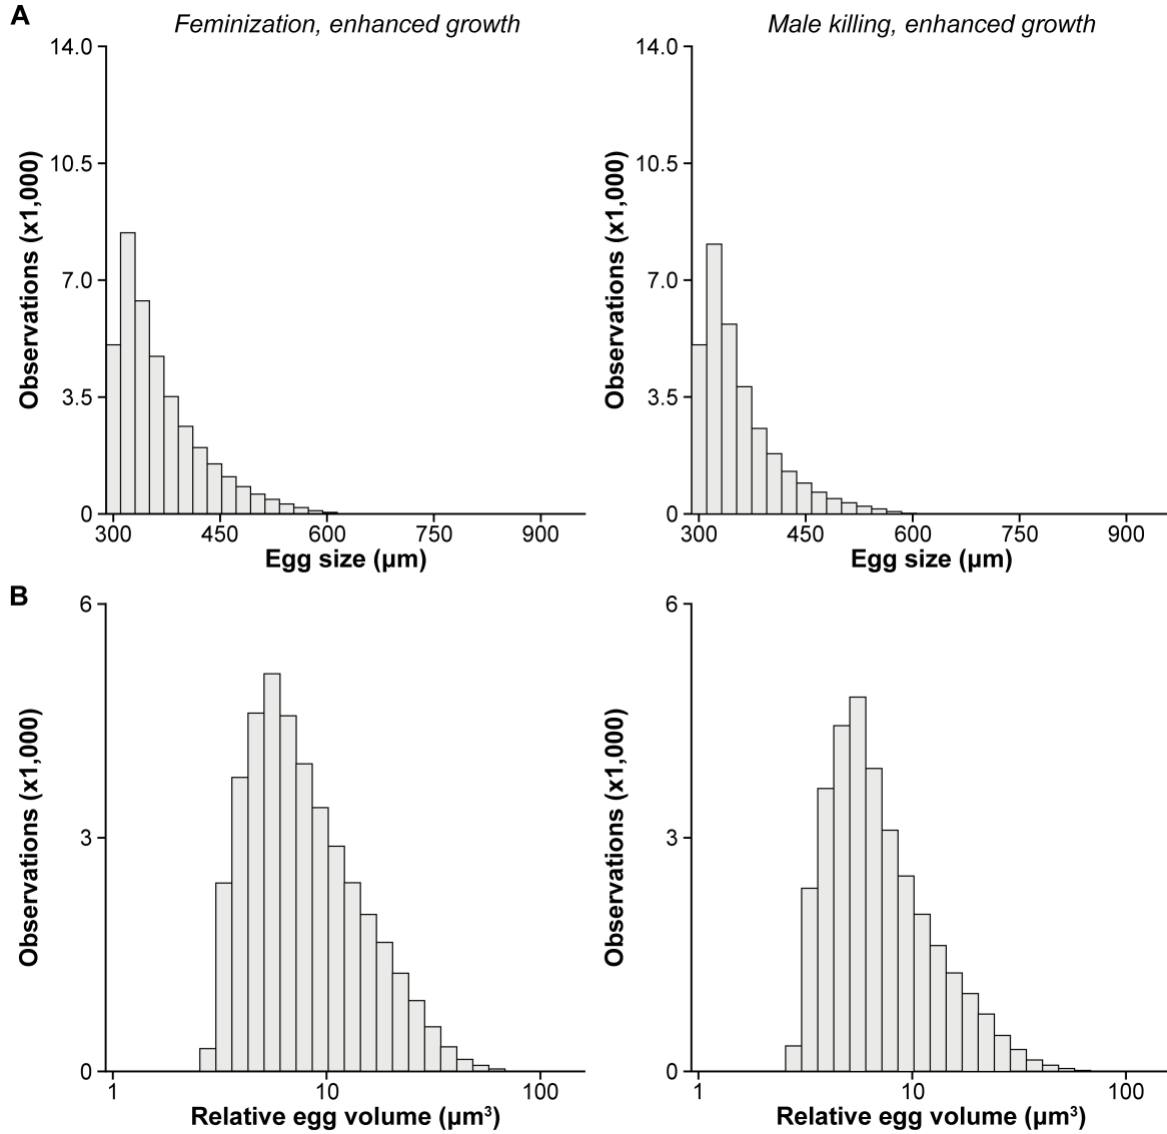 A
Feminization, enhanced growth
Male killing, enhanced growth
Observations (x1,000)
14.0
10.5
7.0
3.5
0
300
450
600
750
900
Egg size (µm)
Observations (x1,000)
14.0
10.5
7.0
3.5
0
300
450
600
750
900
Egg size (µm)
B
Observations (x1,000)
6
3
0
1
10
100
Relative egg volume (µm³)
Observations (x1,000)
6
3
0
1
10
100
Relative egg volume (µm³)